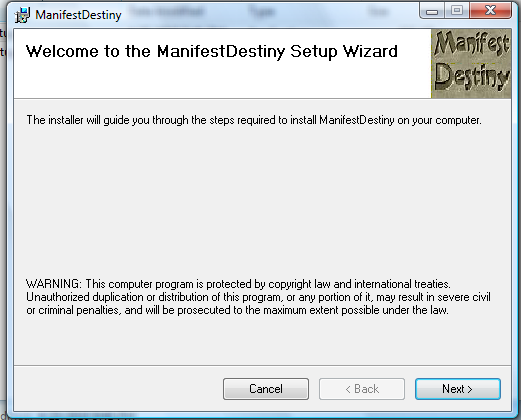 ManifestDestiny
Welcome to the ManifestDestiny Setup Wizard
Manifest
Destiny
The installer will guide you through the steps required to install ManifestDestiny on your computer.
WARNING: This computer program is protected by copyright law and international treaties.
Unauthorized duplication or distribution of this program, or any portion of it, may result in severe civil
or criminal penalties, and will be prosecuted to the maximum extent possible under the law.
Cancel
< Back
Next >